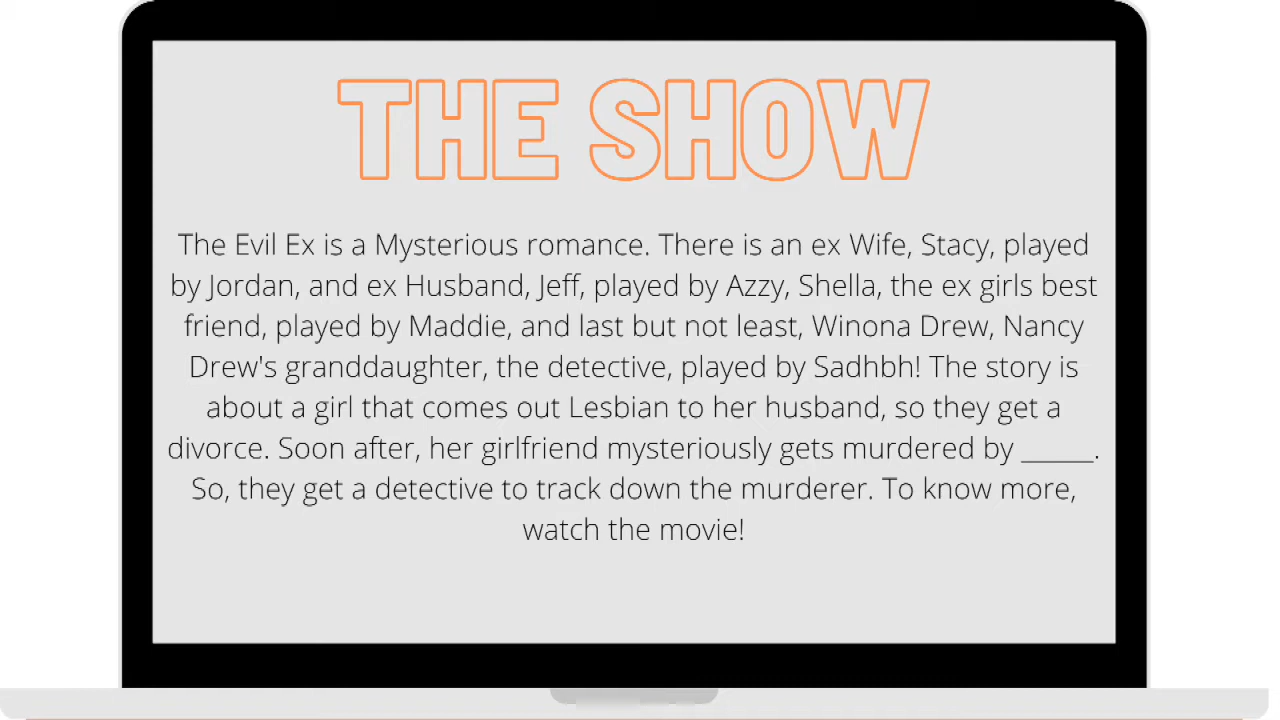 THE SHOW
The Evil Ex is a Mysterious romance. There is an ex Wife, Stacy, played
by Jordan, and ex Husband, Jeff, played by Azzy, Shella, the ex girls best
friend, played by Maddie, and last but not least, Winona Drew, Nancy
Drew's granddaughter, the detective, played by Sadhbh! The story is
about a girl that comes out Lesbian to her husband, so they get a
divorce. Soon after, her girlfriend mysteriously gets murdered by ______.
So, they get a detective to track down the murderer. To know more,
watch the movie!